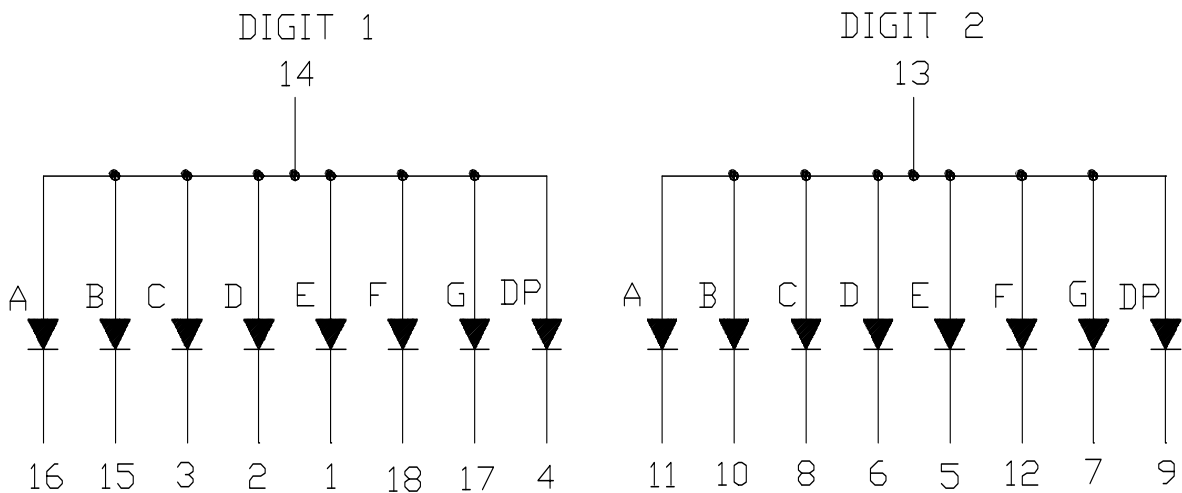 DIGIT 1 DIGIT 2
14 13
A B C D E F G DP A B C D E F G DP
16 15 3 2 1 18 17 4 11 10 8 6 5 12 7 9